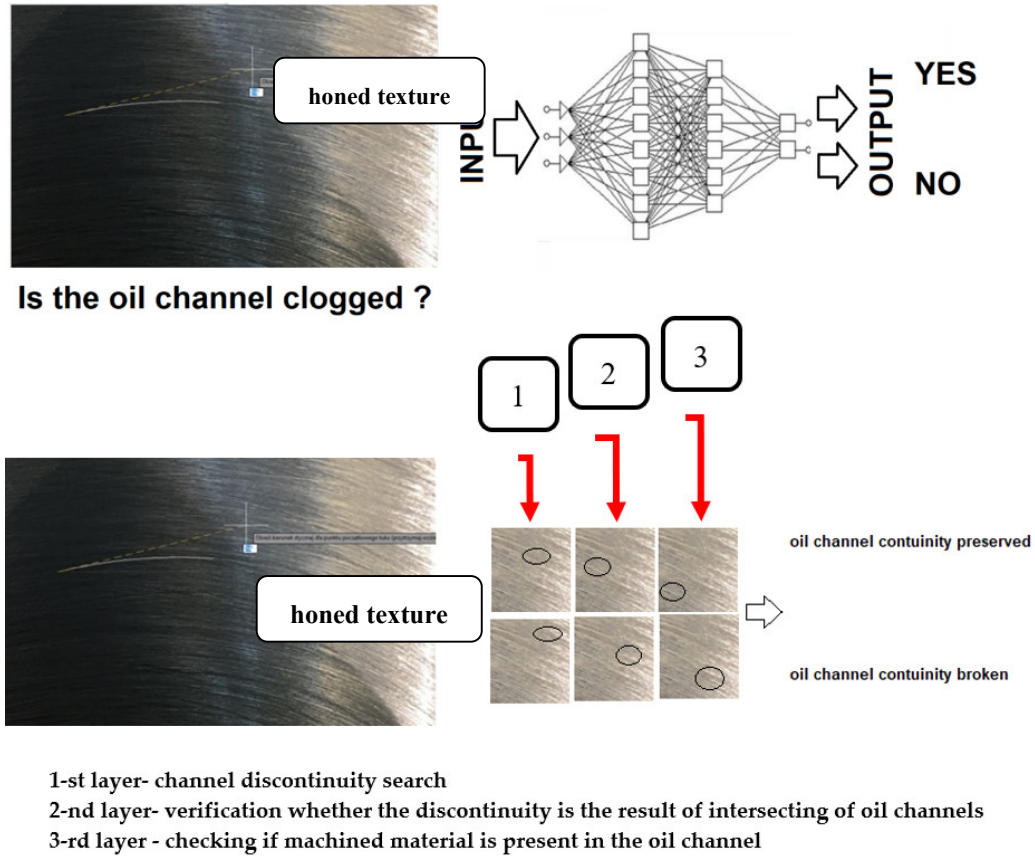 honed texture
INPU
OUTPUT
YES
NO
Is the oil channel clogged ?
1
2
3
honed texture
oil channel contuinity preserved
oil channel contuinity broken
1-st layer- channel discontinuity search
2-nd layer- verification whether the discontinuity is the result of intersecting of oil channels
3-rd layer - checking if machined material is present in the oil channel